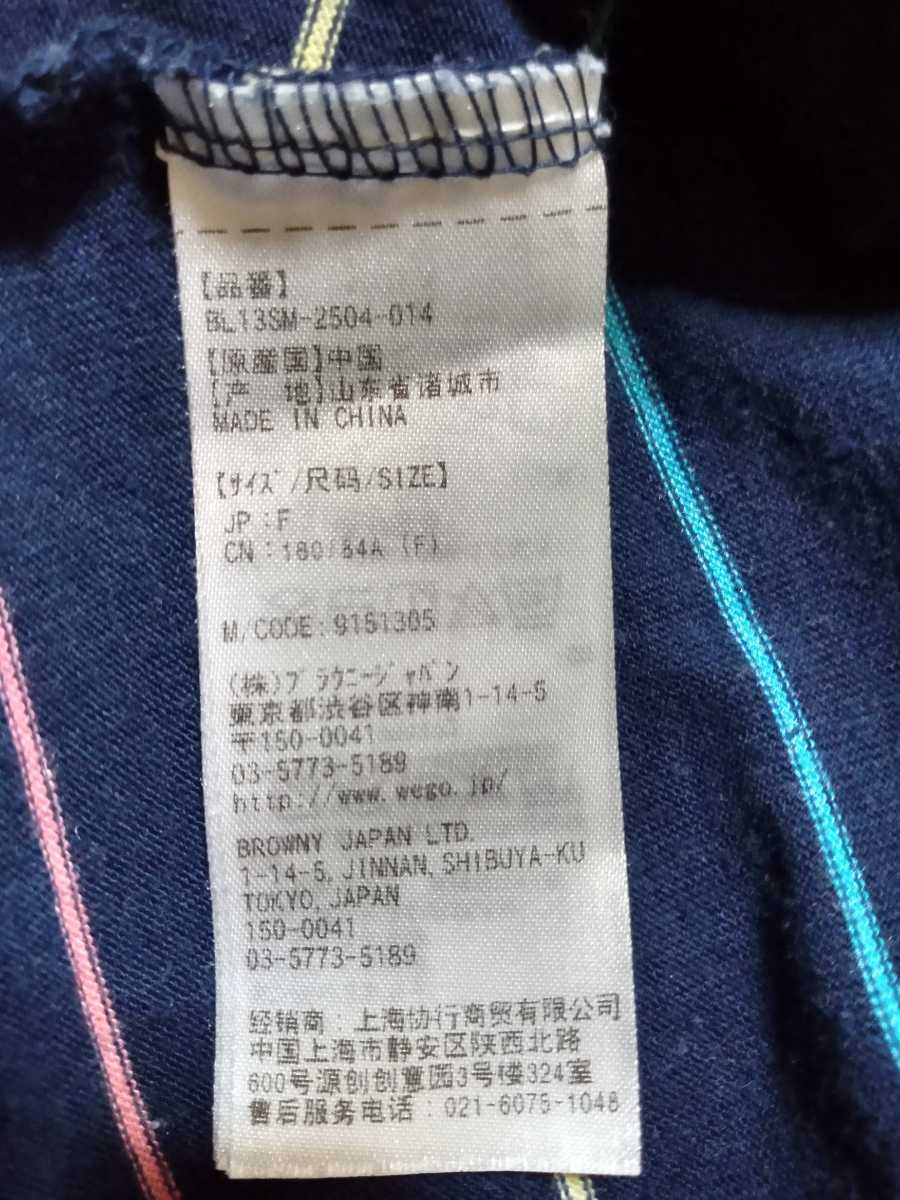 【品番】
BL13SM-2504-014
【原産国】中国
【产　地】山东省诸城市
MADE IN CHINA
【ｻｲｽﾞ/尺码/SIZE】
JP:F
CN:160/84A (F)
M/CODE:9151305
(株)ﾌﾞﾗｳﾆｰｼﾞｬﾊﾟﾝ
東京都渋谷区神南1-14-5
〒150-0041
03-5773-5189
http://www.wego.jp/
BROWNY JAPAN LTD.
1-14-5, JINNAN, SHIBUYA-KU
TOKYO, JAPAN
150-0041
03-5773-5189
经销商：上海协行商贸有限公司
中国上海市静安区陕西北路
600号源创创意园3号楼324室
售后服务电话：021-6075-1048